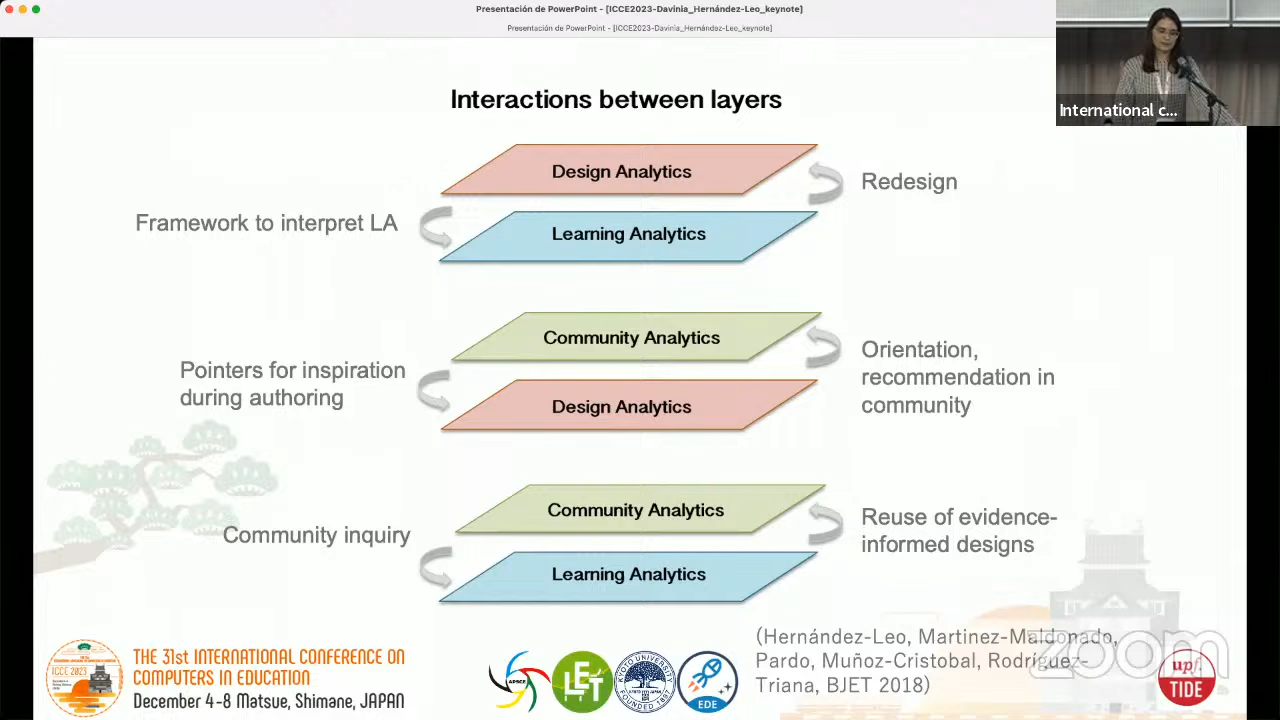 Presentación de PowerPoint - [ICCE2023-Davinia_Hernández-Leo_keynote]
Presentación de PowerPoint - [ICCE2023-Davinia_Hernández-Leo_keynote]
International c...
Interactions between layers
Design Analytics
Redesign
Framework to interpret LA
Learning Analytics
Community Analytics
Orientation,
recommendation in
community
Pointers for inspiration
during authoring
Design Analytics
Community Analytics
Reuse of evidence-
informed designs
Community inquiry
Learning Analytics
(Hernández-Leo, Martinez-Maldonado,
Pardo, Muñoz-Cristobal, Rodríguez-
Triana, BJET 2018)
zoom
ICCE 2023
THE 31st INTERNATIONAL CONFERENCE ON
COMPUTERS IN EDUCATION
December 4-8 Matsue, Shimane, JAPAN
APSCE
LET
EDE
up/.
TIDE